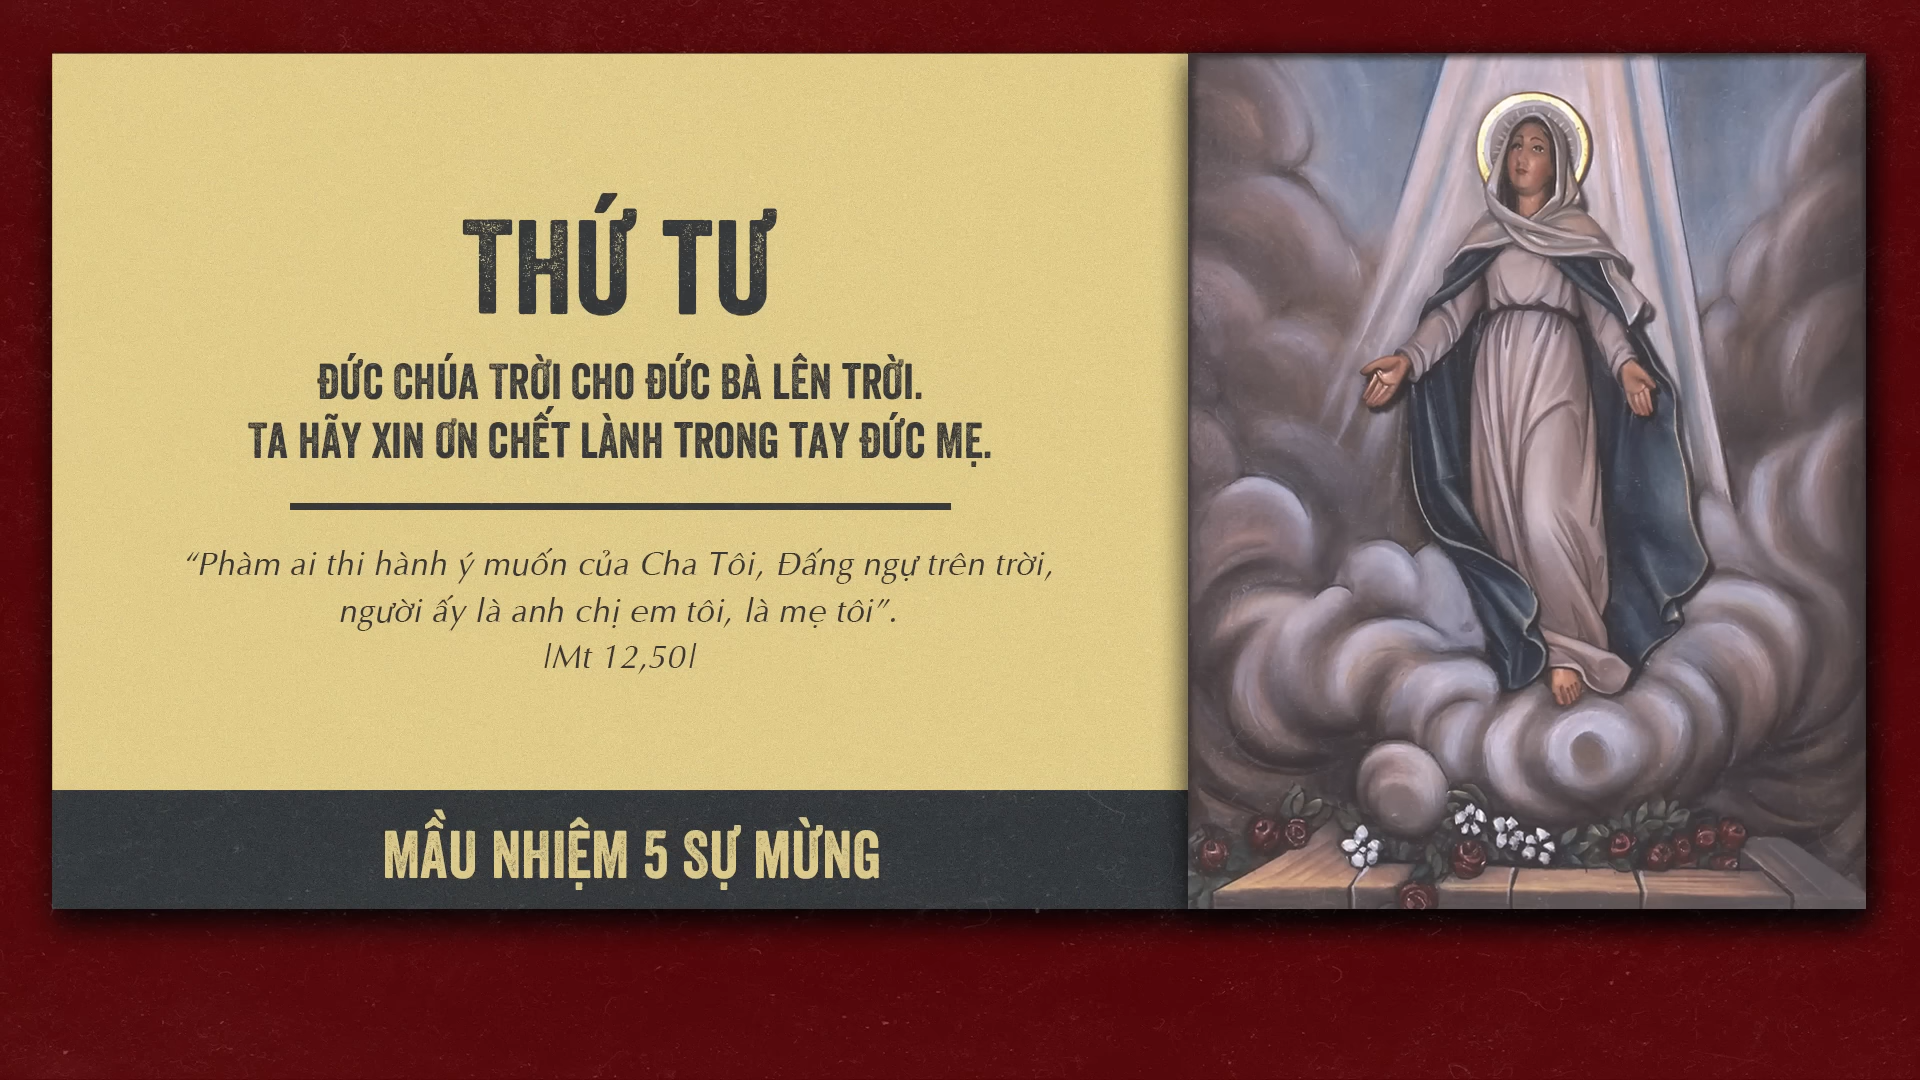 THỨ TƯ
ĐỨC CHÚA TRỜI CHO ĐỨC BÀ LÊN TRỜI.
TA HÃY XIN ƠN CHẾT LÀNH TRONG TAY ĐỨC MẸ.
“Phàm ai thi hành ý muốn của Cha Tôi, Đấng ngự trên trời,
người ấy là anh chị em tôi, là mẹ tôi”.
|Mt 12,50|
MẦU NHIỆM 5 SỰ MỪNG